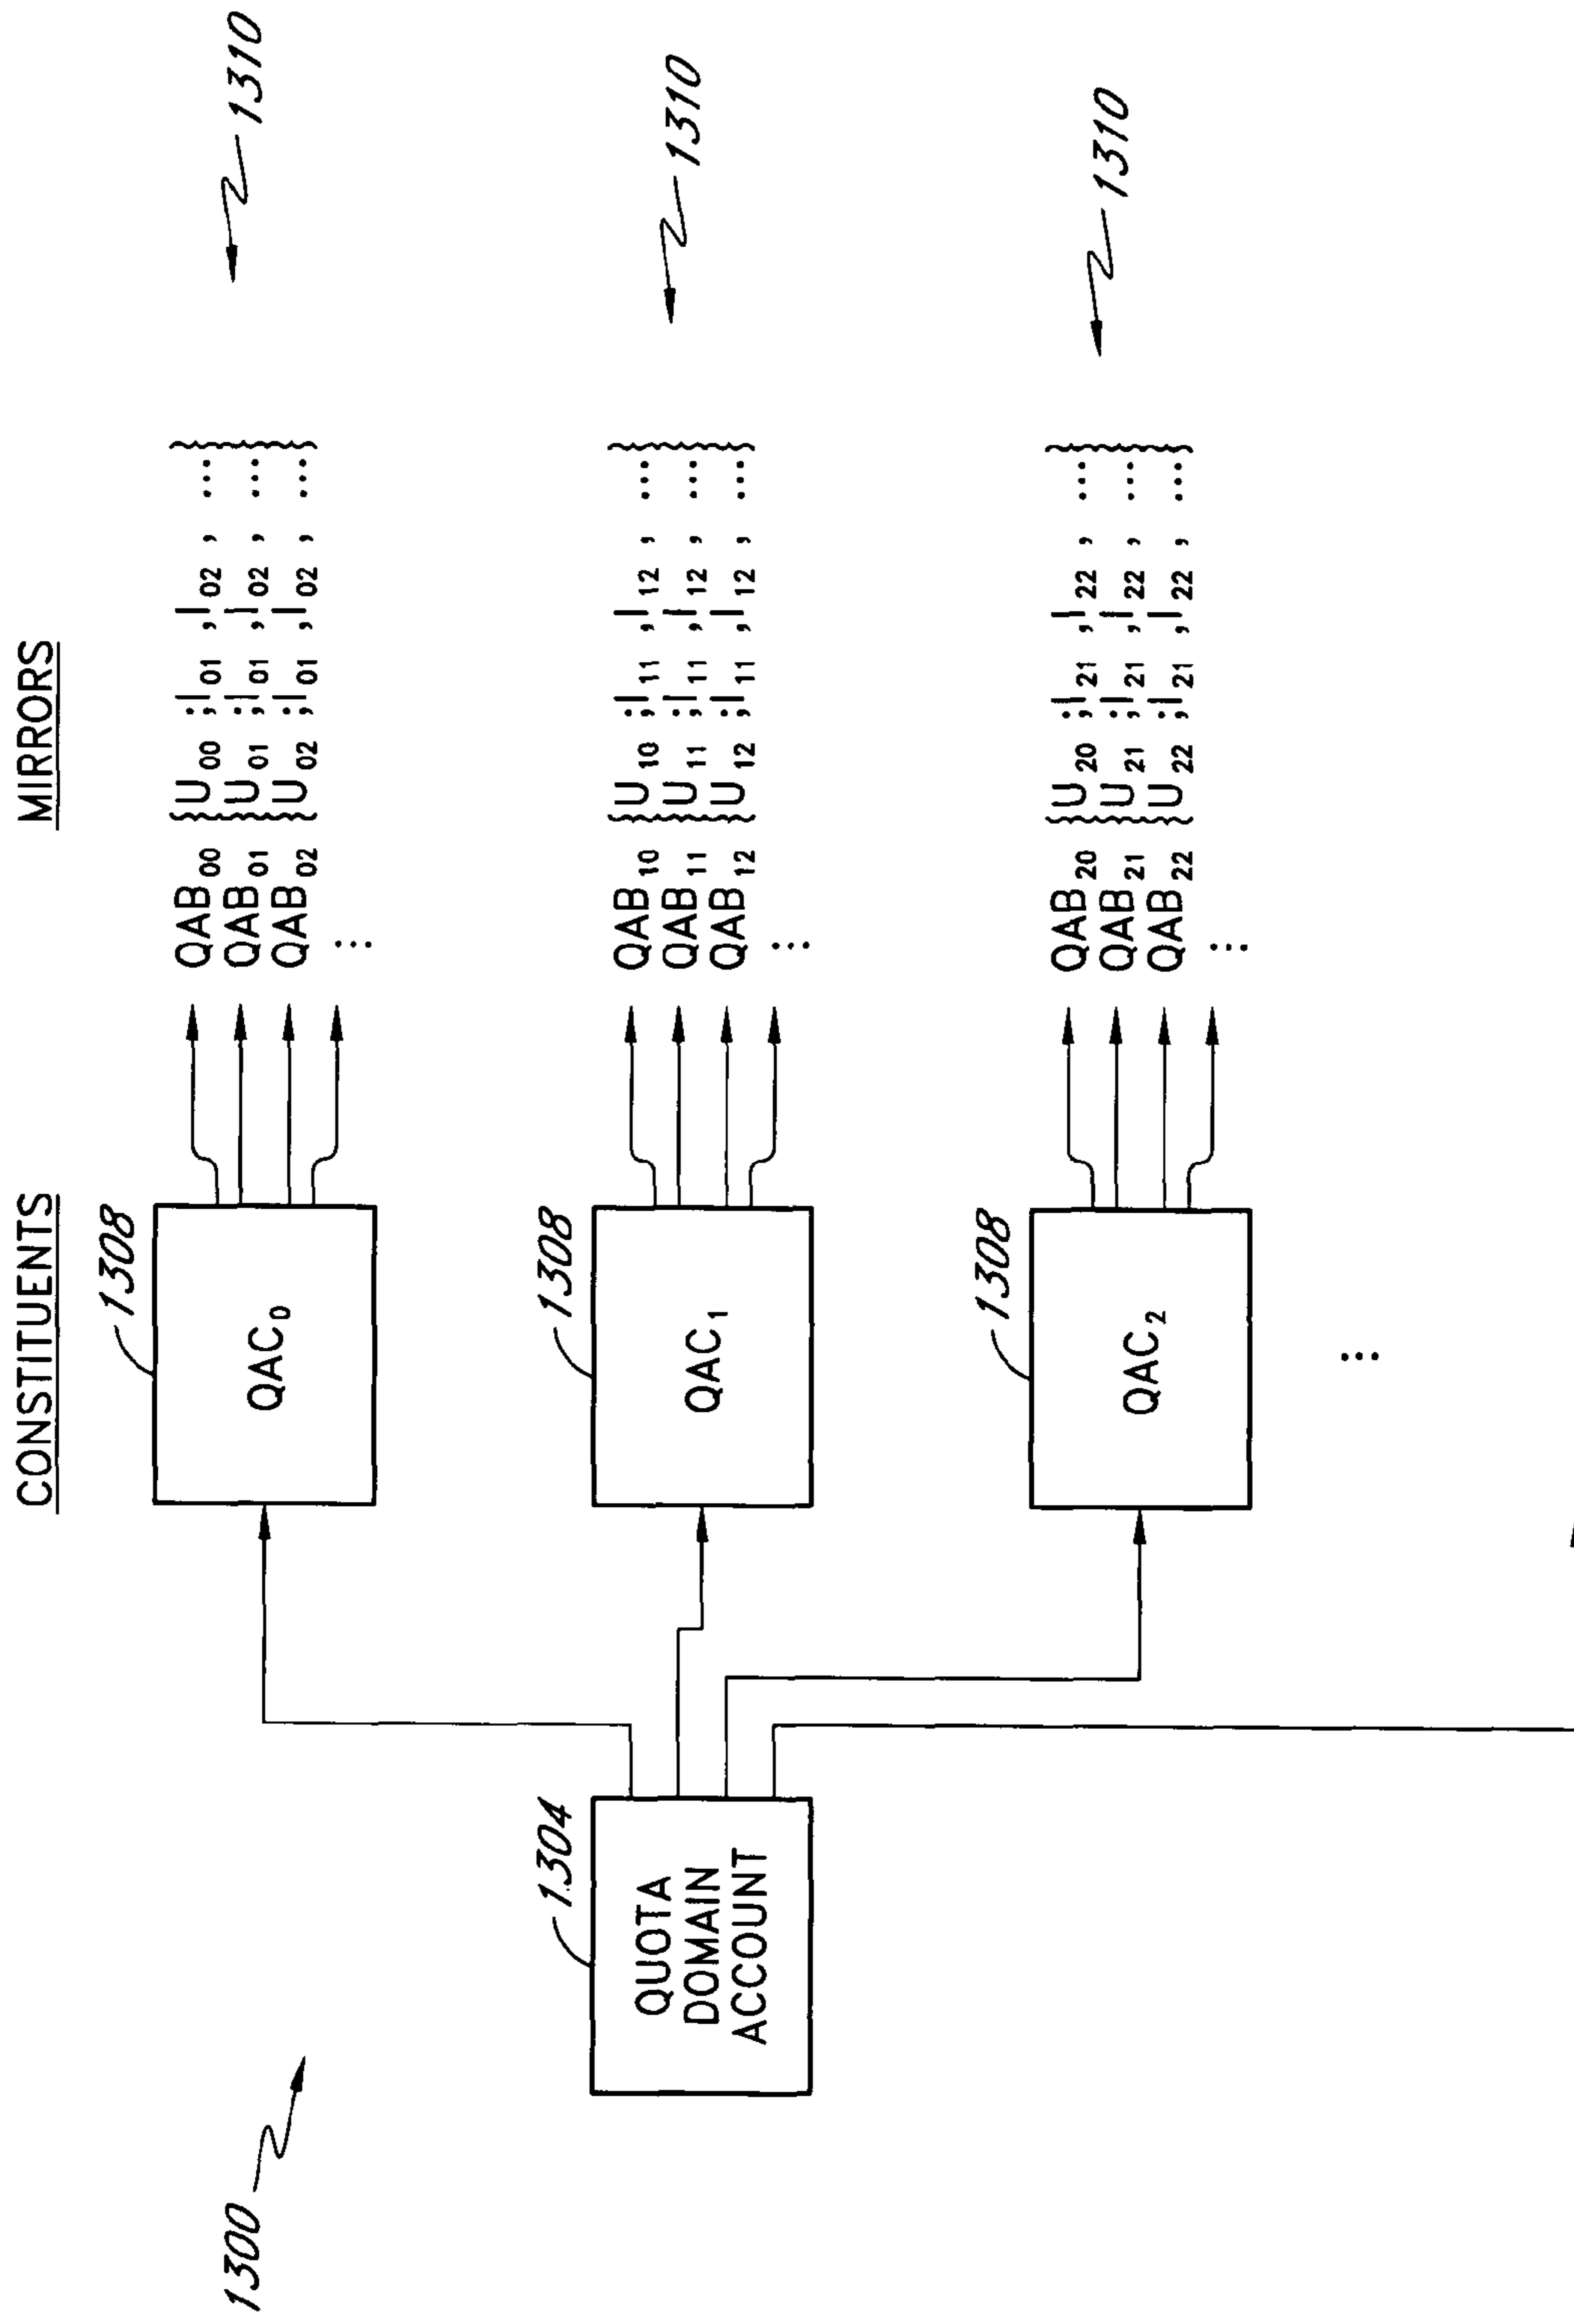 CONSTITUENTS
MIRRORS
1300
1304
QUOTA
DOMAIN
ACCOUNT
1308
QAC₀
QAB₀₀ {U₀₀ ;I₀₁ ,I₀₂ , ...}
QAB₀₁ {U₀₁ ;I₀₁ ,I₀₂ , ...}
QAB₀₂ {U₀₂ ;I₀₁ ,I₀₂ , ...}
⋮
1310
1308
QAC₁
QAB₁₀ {U₁₀ ;I₁₁ ,I₁₂ , ...}
QAB₁₁ {U₁₁ ;I₁₁ ,I₁₂ , ...}
QAB₁₂ {U₁₂ ;I₁₁ ,I₁₂ , ...}
⋮
1310
1308
QAC₂
QAB₂₀ {U₂₀ ;I₂₁ ,I₂₂ , ...}
QAB₂₁ {U₂₁ ;I₂₁ ,I₂₂ , ...}
QAB₂₂ {U₂₂ ;I₂₁ ,I₂₂ , ...}
⋮
1310
⋮